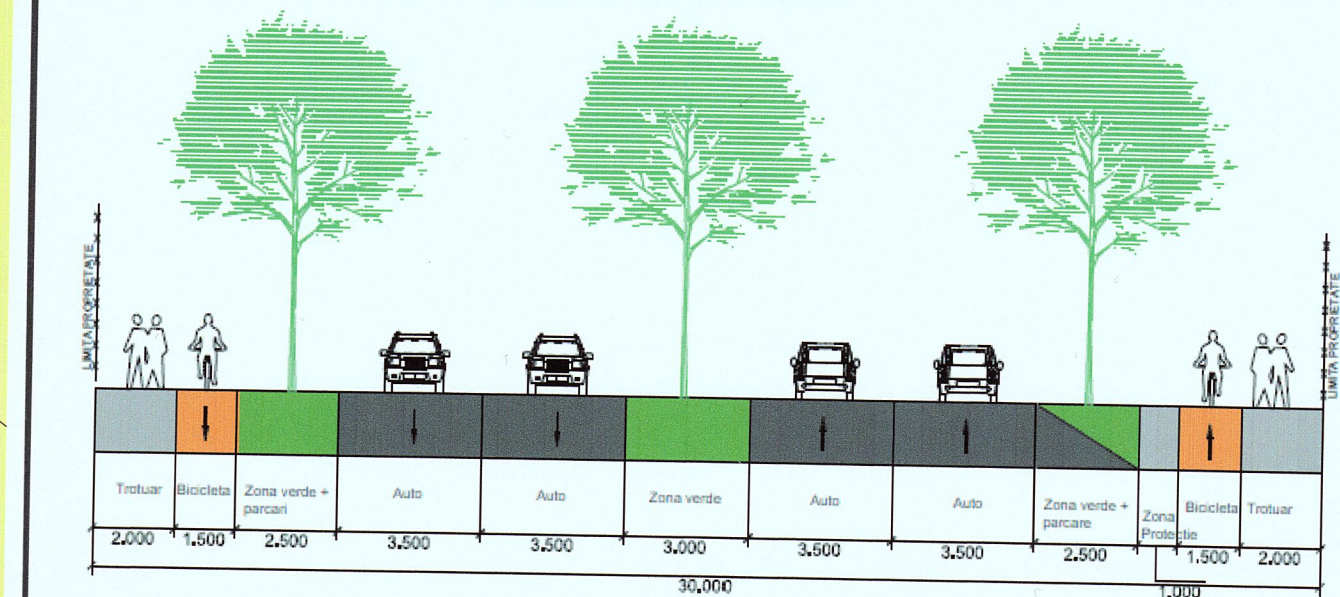 LIMITA PROPRIETATE
LIMITA PROPRIETATE
Trotuar
Bicicleta
Zona verde +
parcari
Auto
Auto
Zona verde
Auto
Auto
Zona verde +
parcare
Zona
Protectie
Bicicleta
Trotuar
2.000
1.500
2.500
3.500
3.500
3.000
3.500
3.500
2.500
1.500
2.000
30.000
1.000